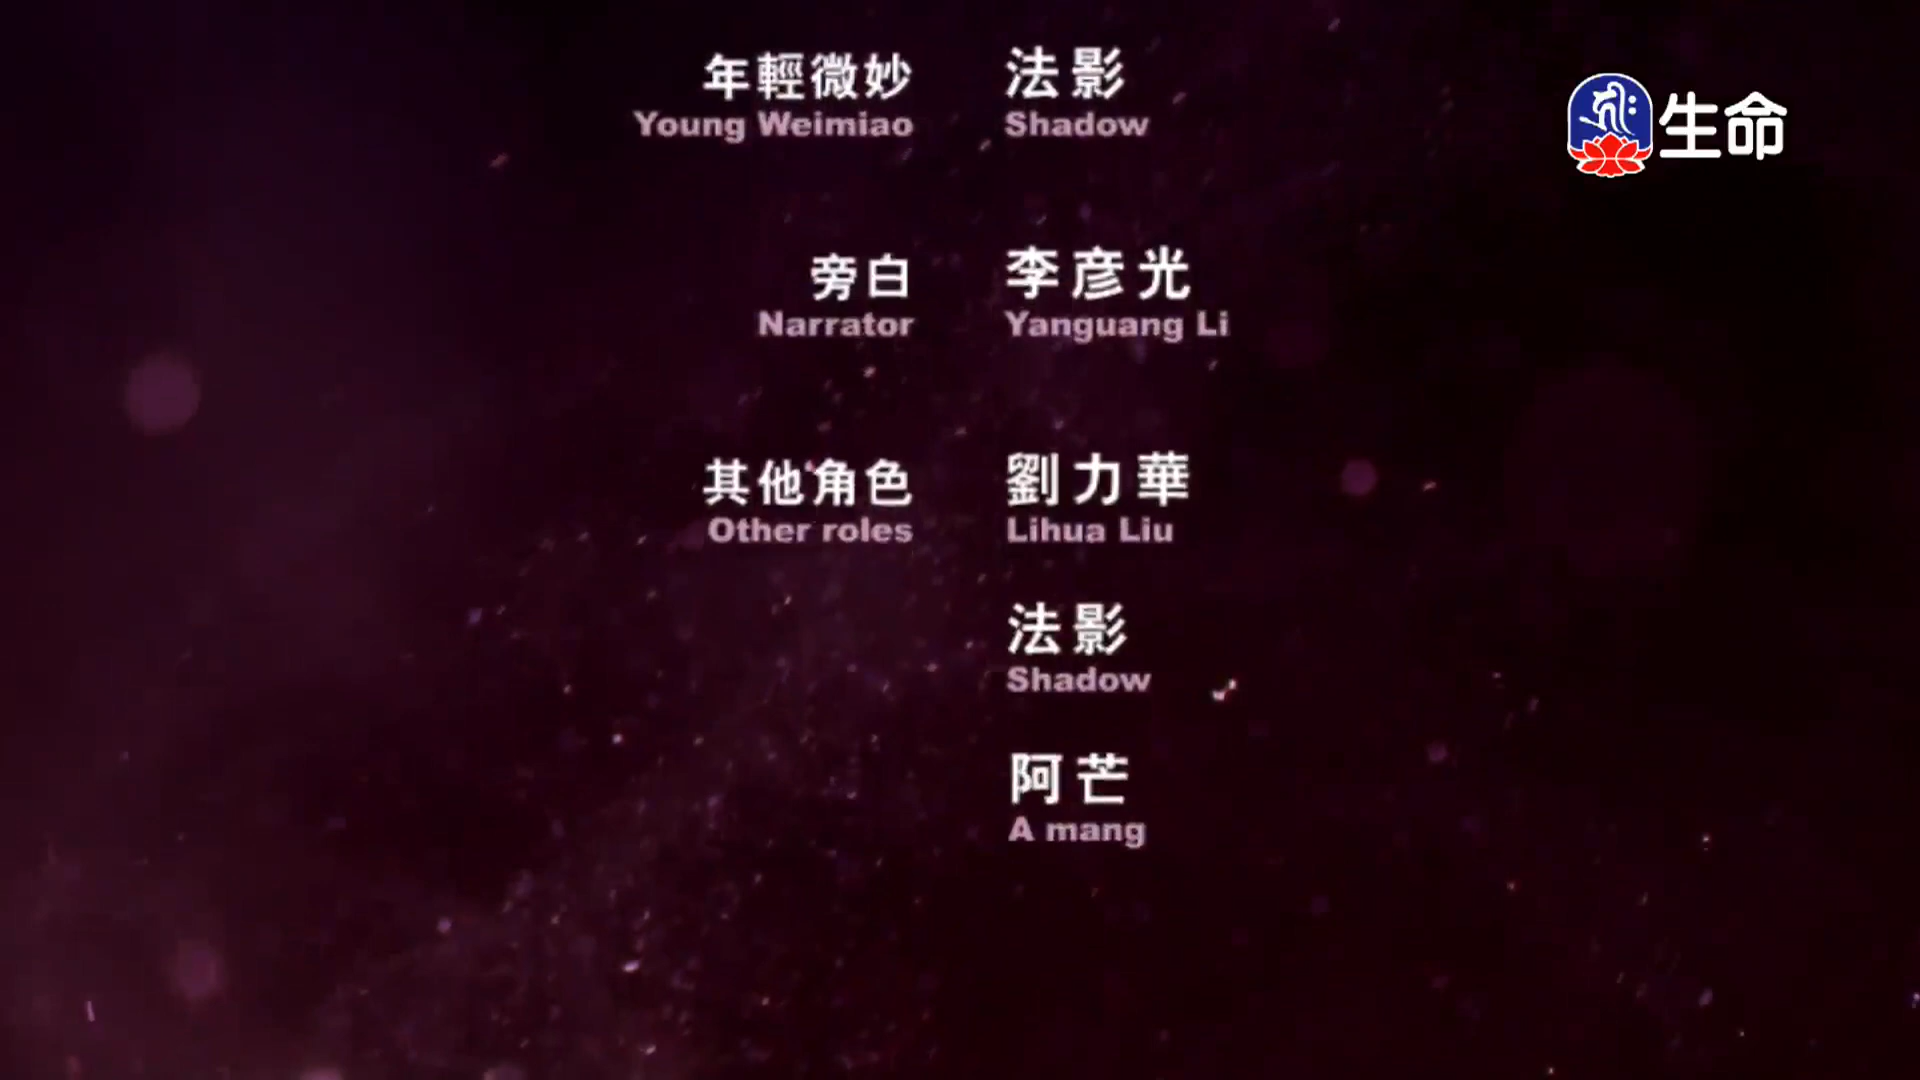 年輕微妙 法影
Young Weimiao Shadow
生命
旁白 李彦光
Narrator Yanguang Li
其他角色 劉力華
Other roles Lihua Liu
法影
Shadow
阿芒
A mang